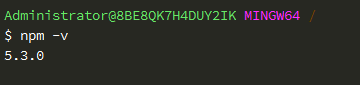 Administrator@8BE8QK7H4DUY2IK MINGW64 /
$ npm -v
5.3.0